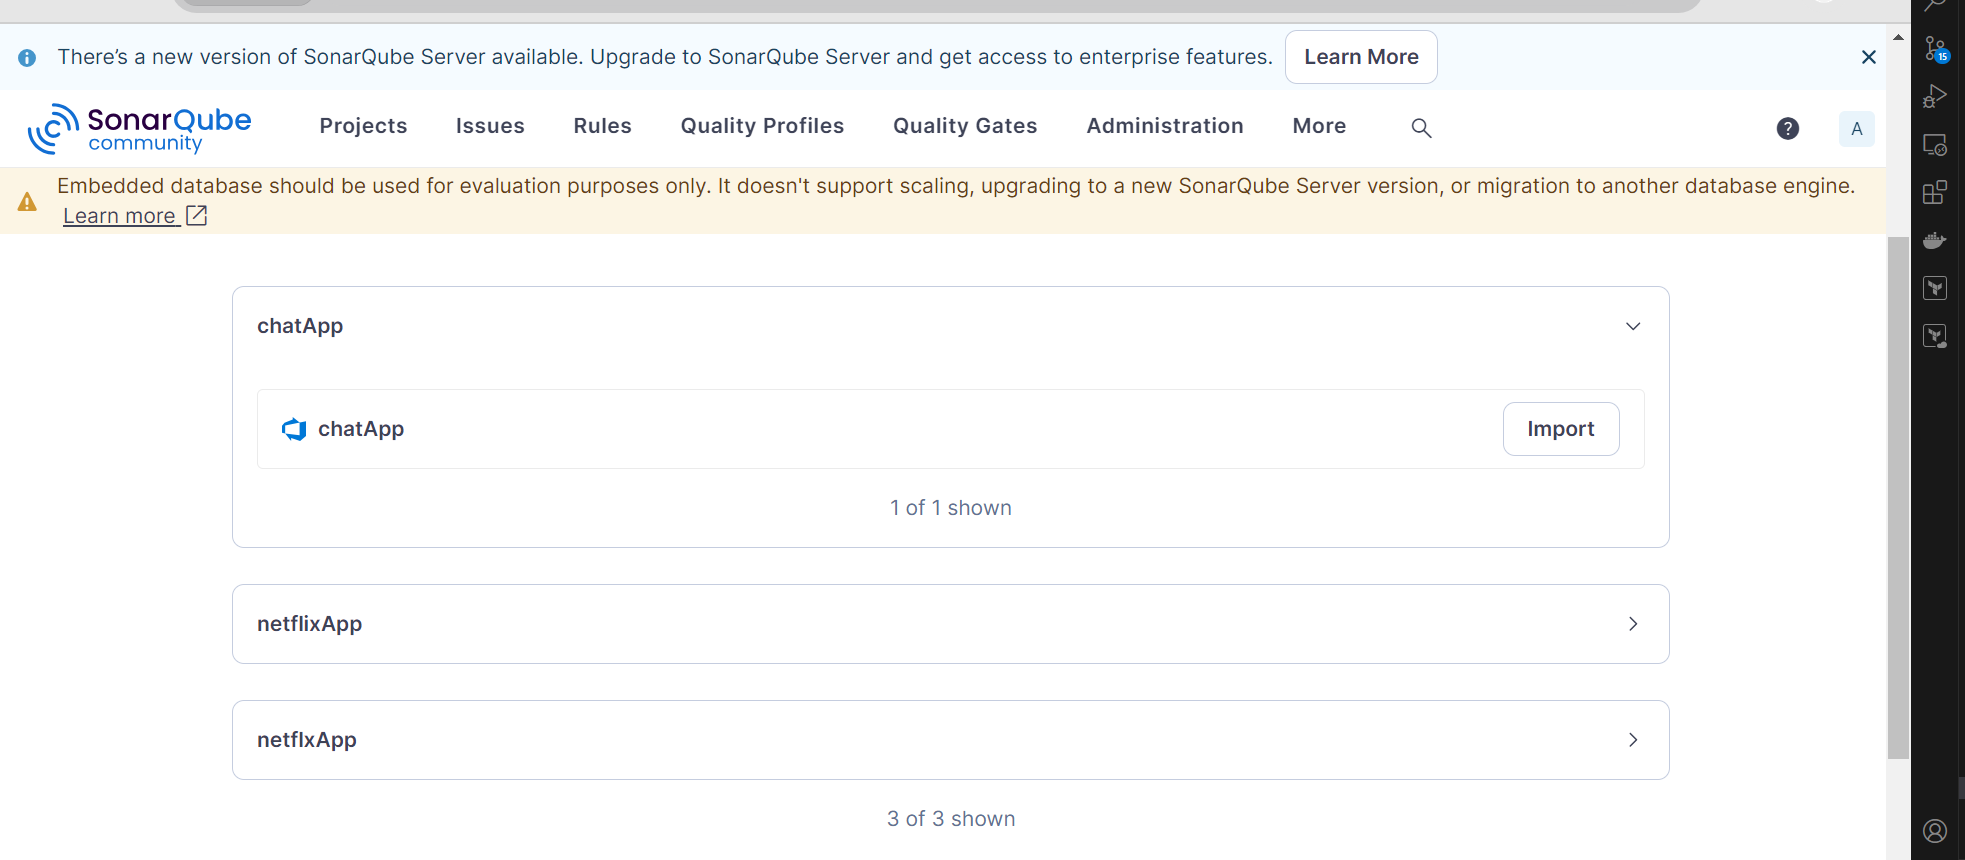 There’s a new version of SonarQube Server available. Upgrade to SonarQube Server and get access to enterprise features. Learn More
SonarQube community
Projects Issues Rules Quality Profiles Quality Gates Administration More ? A
15
Embedded database should be used for evaluation purposes only. It doesn't support scaling, upgrading to a new SonarQube Server version, or migration to another database engine.
Learn more
chatApp
chatApp Import
1 of 1 shown
netflixApp
netflxApp
3 of 3 shown